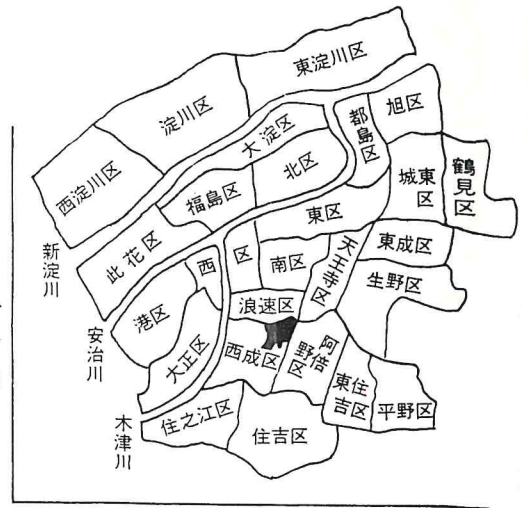 東淀川区
淀川区
西淀川区
大淀区
都島区
旭区
北区
福島区
城東区
鶴見区
此花区
東区
西区
南区
天王寺区
東成区
生野区
浪速区
港区
大正区
西成区
阿倍野区
東住吉区
平野区
住之江区
住吉区
新淀川
安治川
木津川